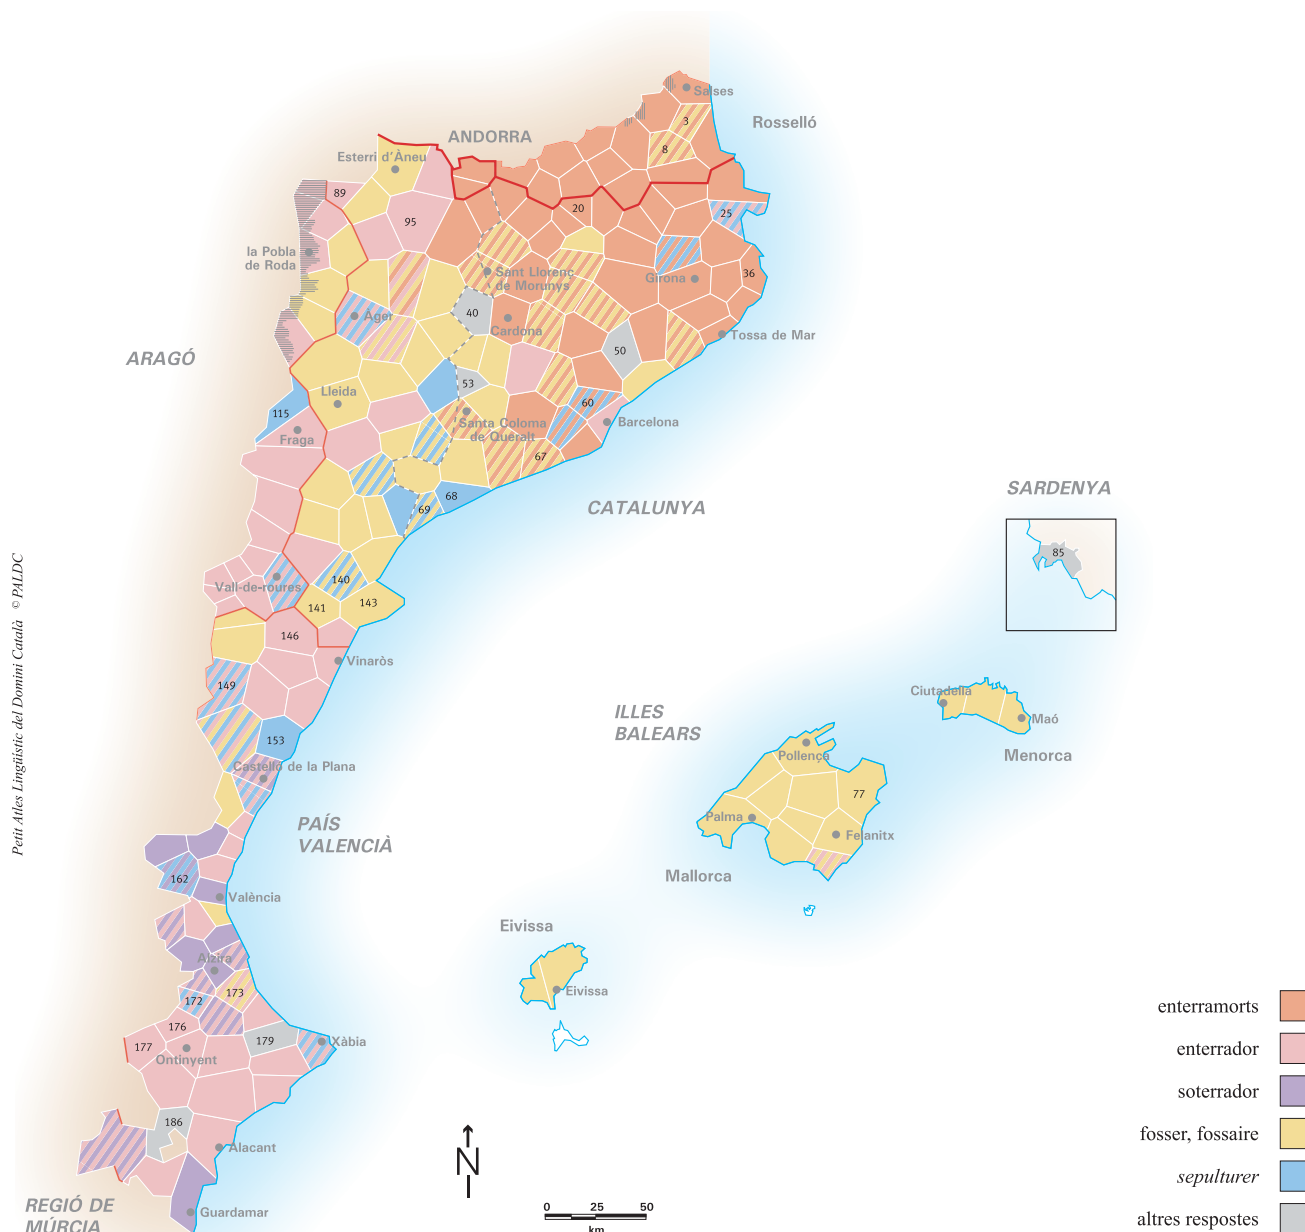 Salses
3
Rosselló
ANDORRA
8
Esterri d'Àneu
89
20
25
95
la Pobla
de Roda
Sant Llorenç
de Morunys
Girona
36
40
Àger
Cardona
Tossa de Mar
ARAGÓ
50
53
Lleida
60
115
Santa Coloma
de Queralt
Barcelona
Fraga
67
68
69
CATALUNYA
SARDENYA
85
Vall-de-roures
140
141
143
146
Vinaròs
149
153
Castelló de la Plana
Petit Atles Lingüístic del Domini Català © PALDC
ILLES
BALEARS
Ciutadella
Maó
Menorca
Pollença
77
Palma
Felanitx
Mallorca
PAÍS
VALENCIÀ
162
València
Eivissa
Eivissa
Alzira
172
173
176
177
179
Ontinyent
Xàbia
186
Alacant
Guardamar
REGIÓ DE
MÚRCIA
N
0 25 50
km
enterramorts
enterrador
soterrador
fosser, fossaire
sepulturer
altres respostes